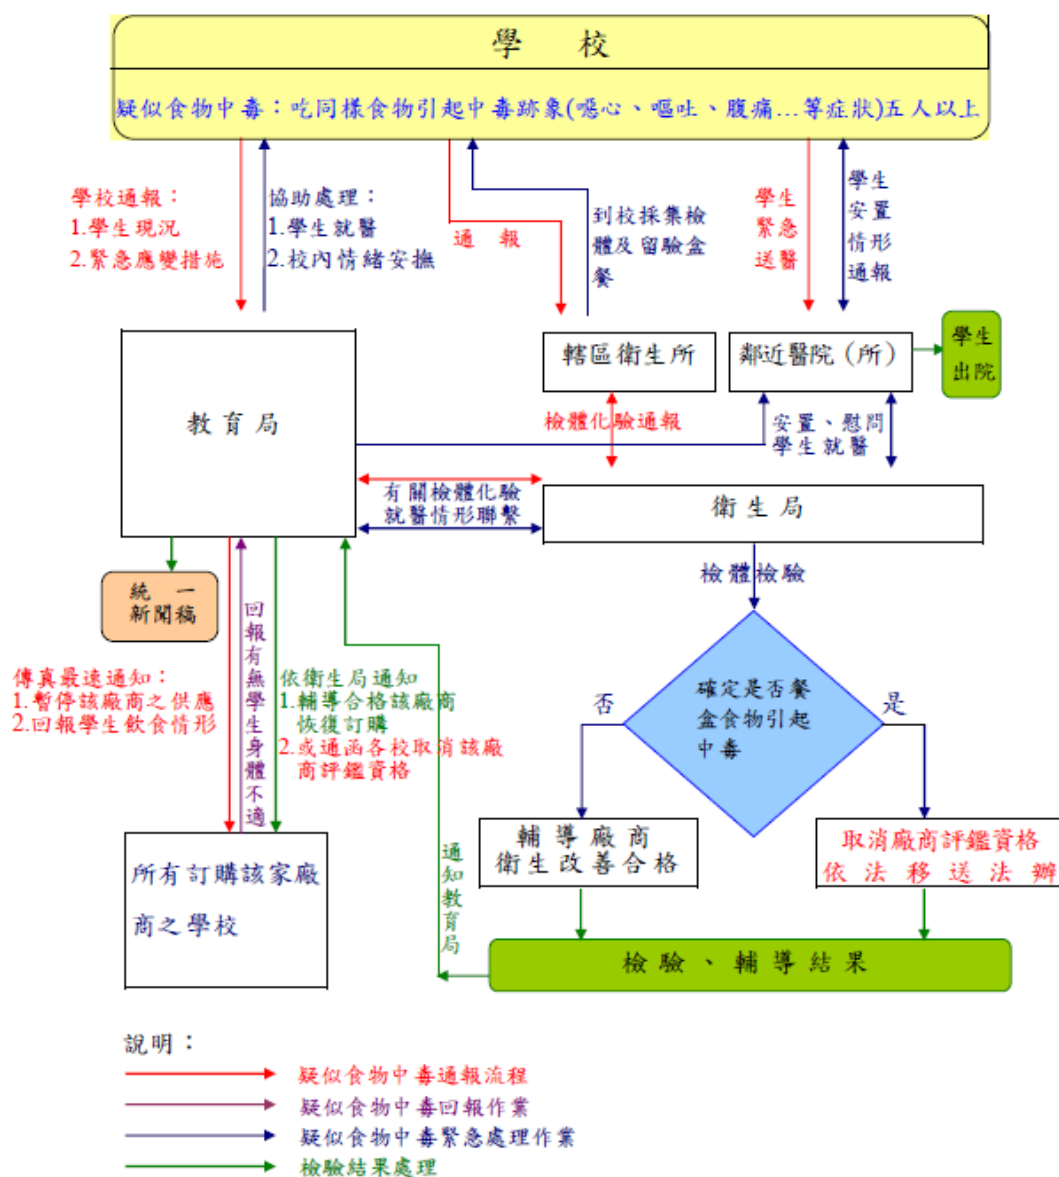 學 校
疑似食物中毒：吃同樣食物引起中毒跡象(噁心、嘔吐、腹痛…等症狀)五人以上
學校通報：
1.學生現況
2.緊急應變措施
協助處理：
1.學生就醫
2.校內情緒安撫
通 報
到校採集檢
體及留驗盒
餐
學生
緊急
送醫
學生
安置
情形
通報
教育局
轄區衛生所
鄰近醫院（所）
學生
出院
檢體化驗通報
安置、慰問
學生就醫
有關檢體化驗
就醫情形聯繫
衛生局
統一
新聞稿
檢體檢驗
回報有無學生身體不適
傳真最速通知：
1.暫停該廠商之供應
2.回報學生飲食情形
依衛生局通知
1.輔導合格該廠商
恢復訂購
2.或通函各校取消該廠
商評鑑資格
否
確定是否餐
盒食物引起
中毒
是
所有訂購該家廠
商之學校
通知教育局
輔導廠商
衛生改善合格
取消廠商評鑑資格
依法移送法辦
檢驗、輔導結果
說明：
疑似食物中毒通報流程
疑似食物中毒回報作業
疑似食物中毒緊急處理作業
檢驗結果處理